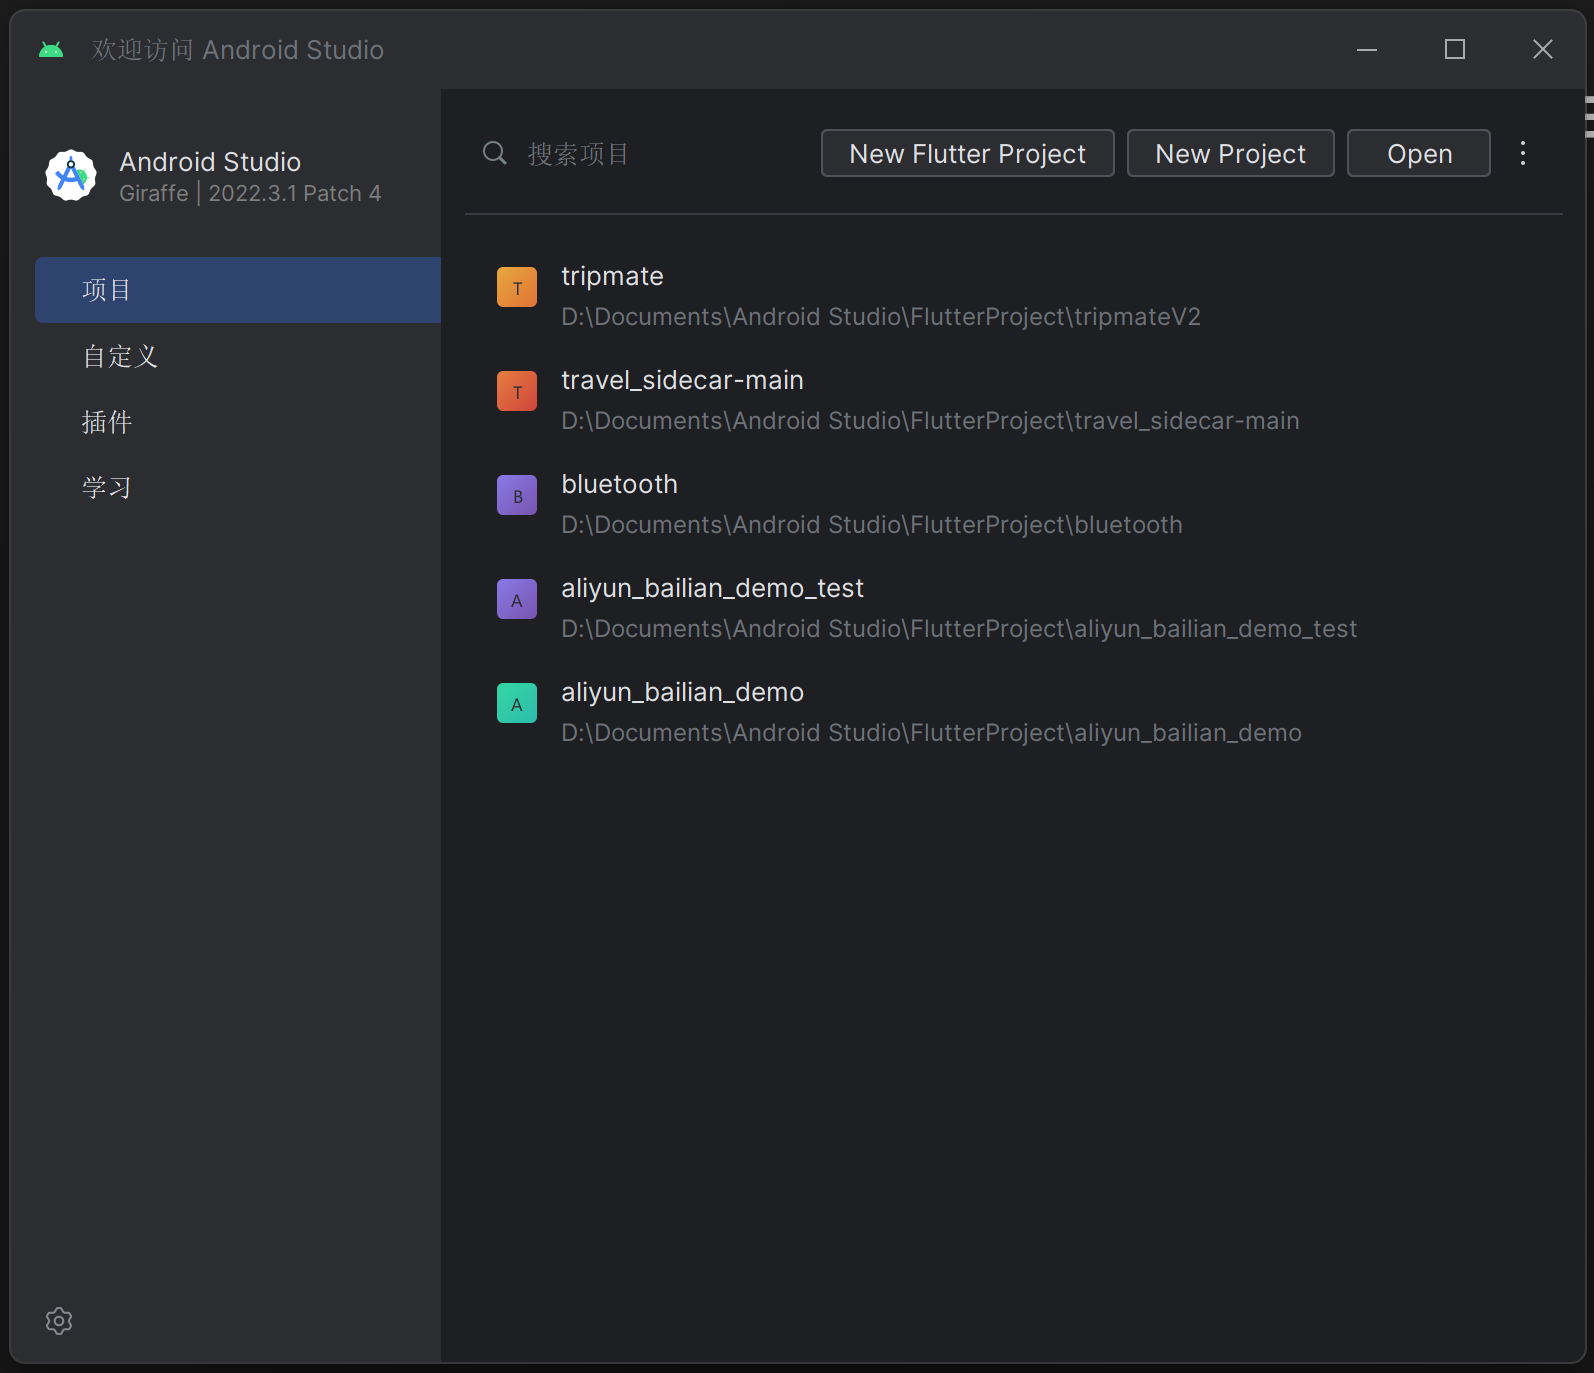 欢迎访问 Android Studio
Android Studio
Giraffe | 2022.3.1 Patch 4
项目
自定义
插件
学习
搜索项目
New Flutter Project
New Project
Open
T
tripmate
D:\Documents\Android Studio\FlutterProject\tripmateV2
T
travel_sidecar-main
D:\Documents\Android Studio\FlutterProject\travel_sidecar-main
B
bluetooth
D:\Documents\Android Studio\FlutterProject\bluetooth
A
aliyun_bailian_demo_test
D:\Documents\Android Studio\FlutterProject\aliyun_bailian_demo_test
A
aliyun_bailian_demo
D:\Documents\Android Studio\FlutterProject\aliyun_bailian_demo